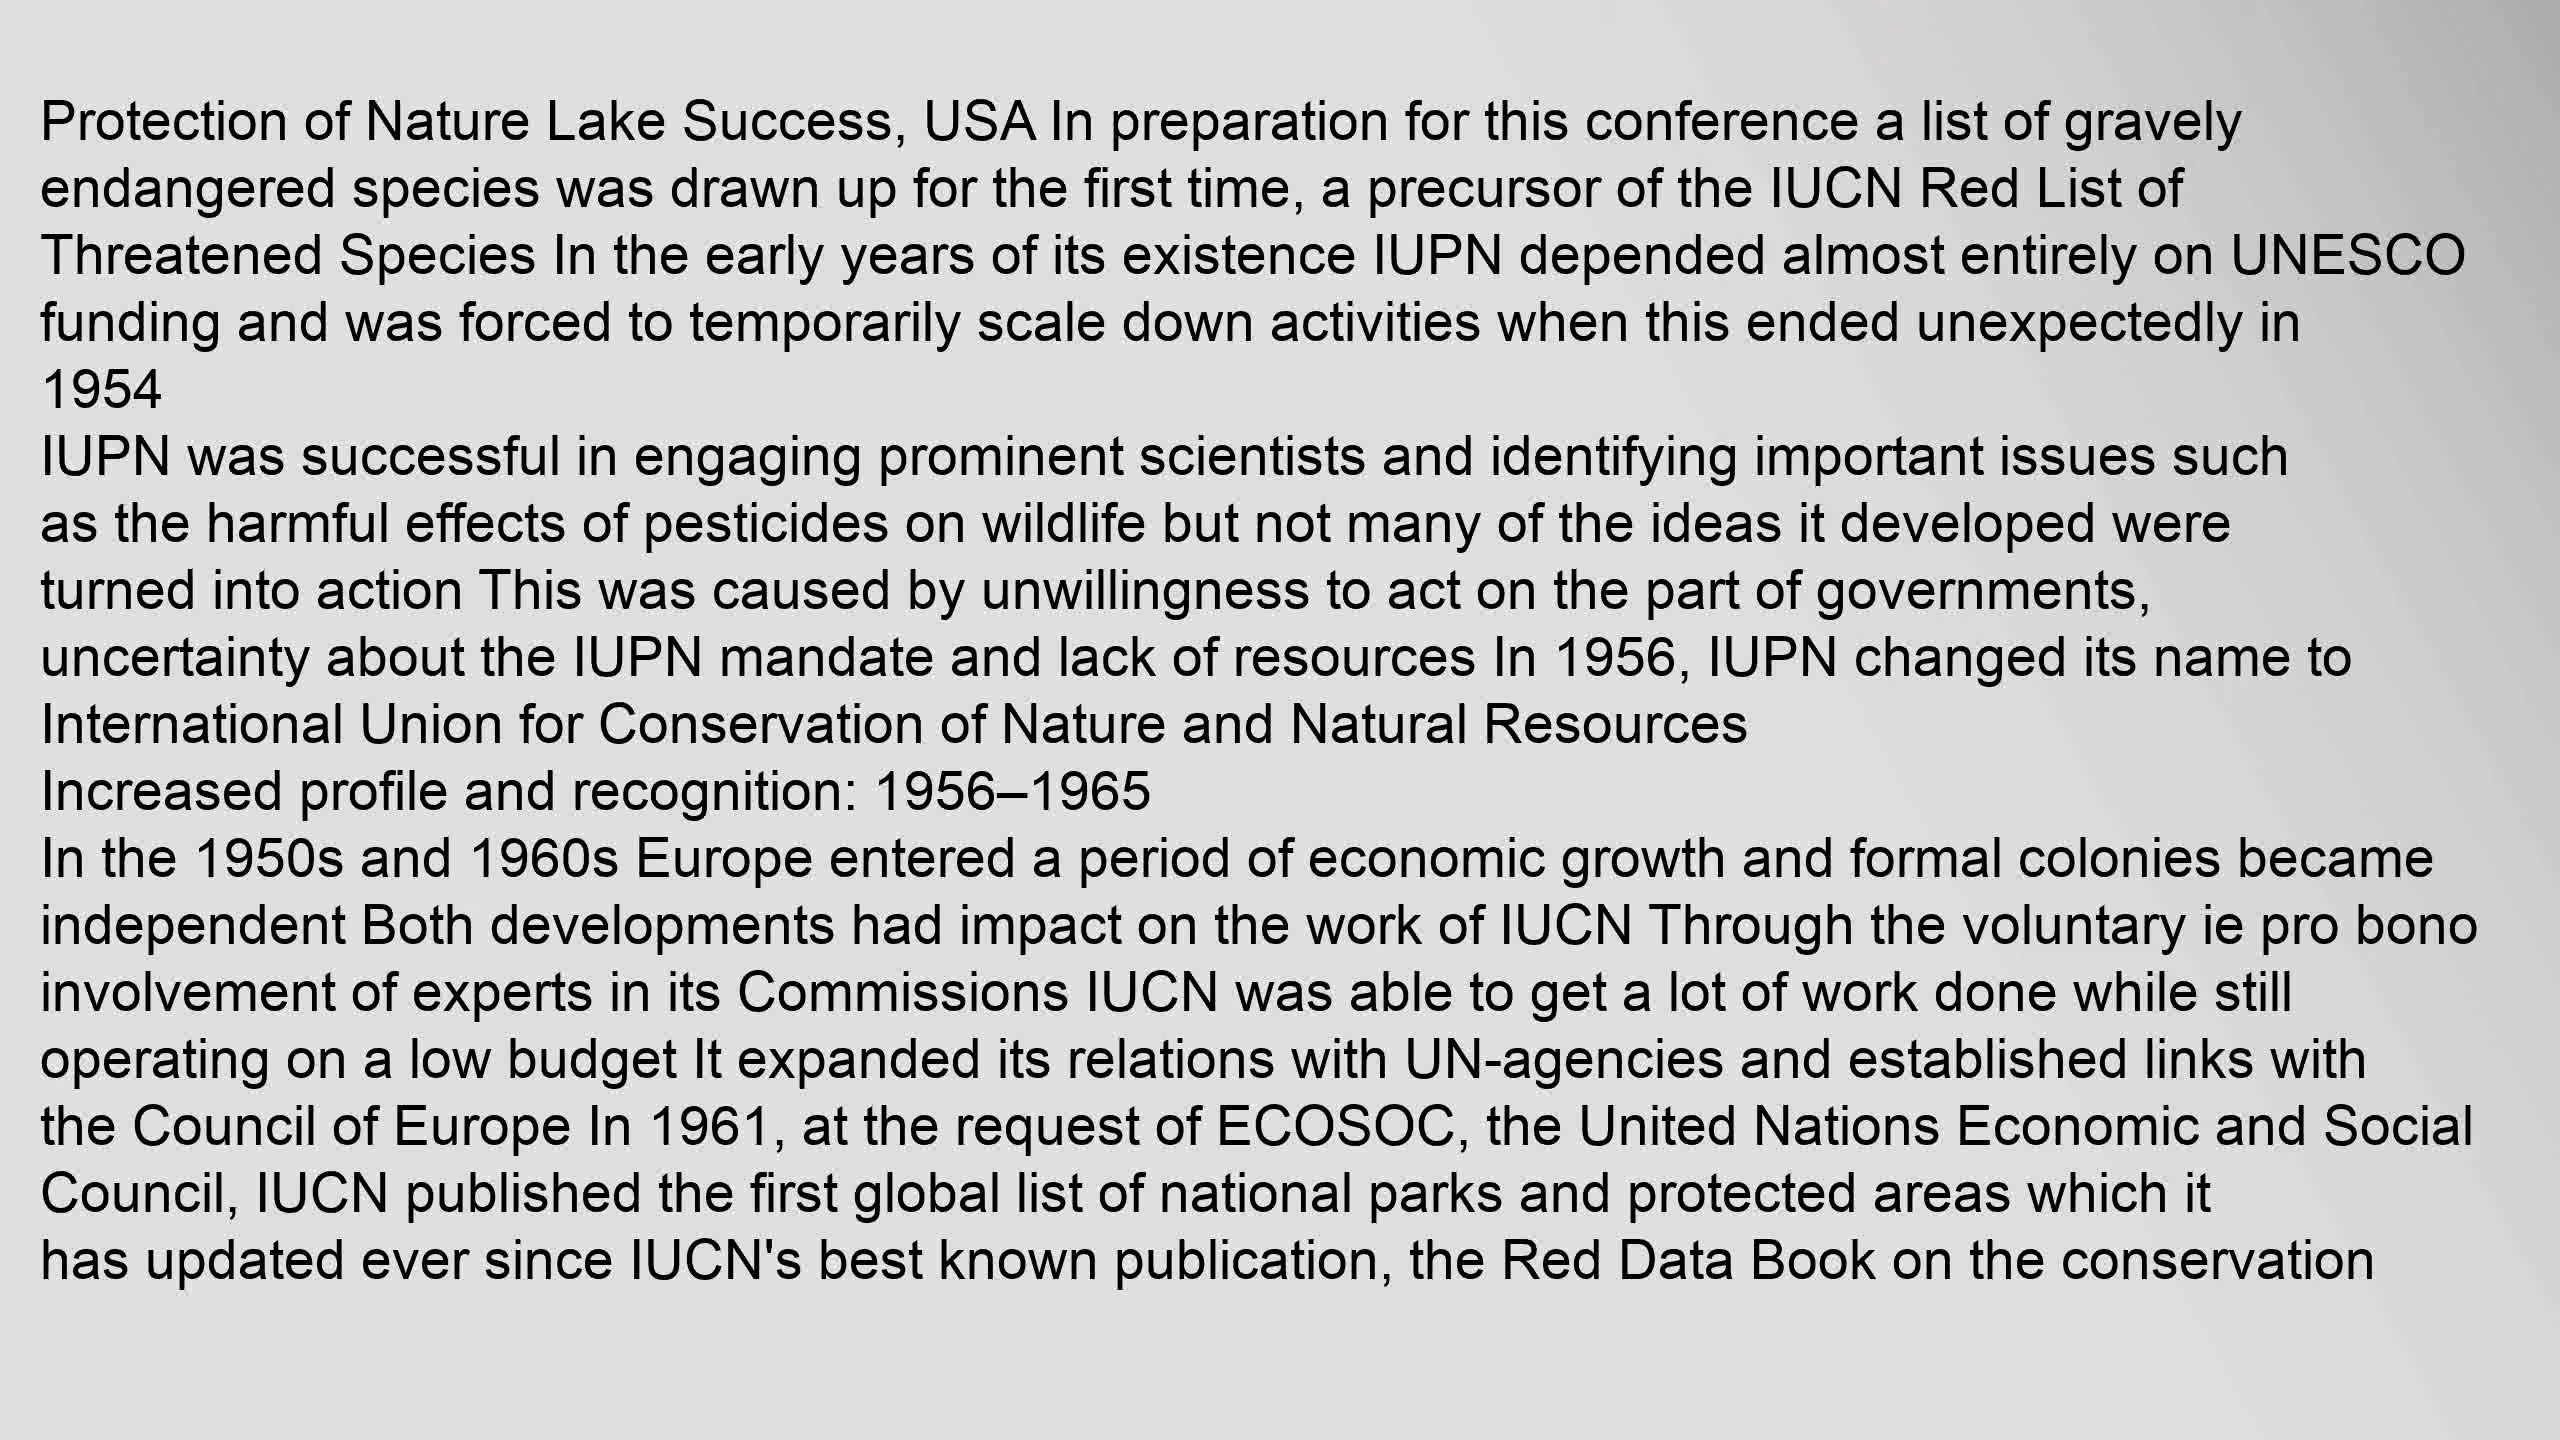 Protection of Nature Lake Success, USA In preparation for this conference a list of gravely
endangered species was drawn up for the first time, a precursor of the IUCN Red List of
Threatened Species In the early years of its existence IUPN depended almost entirely on UNESCO
funding and was forced to temporarily scale down activities when this ended unexpectedly in
1954
IUPN was successful in engaging prominent scientists and identifying important issues such
as the harmful effects of pesticides on wildlife but not many of the ideas it developed were
turned into action This was caused by unwillingness to act on the part of governments,
uncertainty about the IUPN mandate and lack of resources In 1956, IUPN changed its name to
International Union for Conservation of Nature and Natural Resources
Increased profile and recognition: 1956–1965
In the 1950s and 1960s Europe entered a period of economic growth and formal colonies became
independent Both developments had impact on the work of IUCN Through the voluntary ie pro bono
involvement of experts in its Commissions IUCN was able to get a lot of work done while still
operating on a low budget It expanded its relations with UN-agencies and established links with
the Council of Europe In 1961, at the request of ECOSOC, the United Nations Economic and Social
Council, IUCN published the first global list of national parks and protected areas which it
has updated ever since IUCN's best known publication, the Red Data Book on the conservation